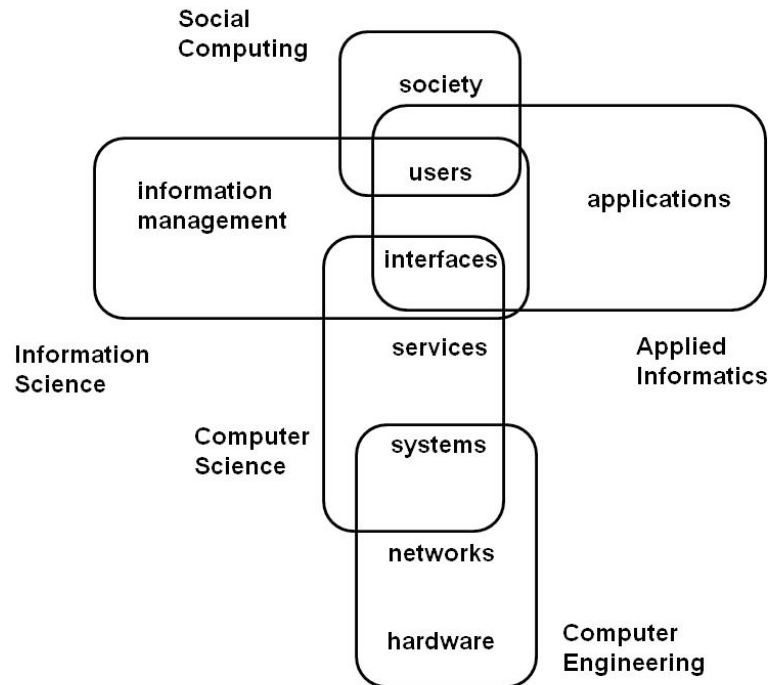 Social
Computing
society
users
information
management
applications
interfaces
Information
Science
services
Applied
Informatics
Computer
Science
systems
networks
hardware
Computer
Engineering